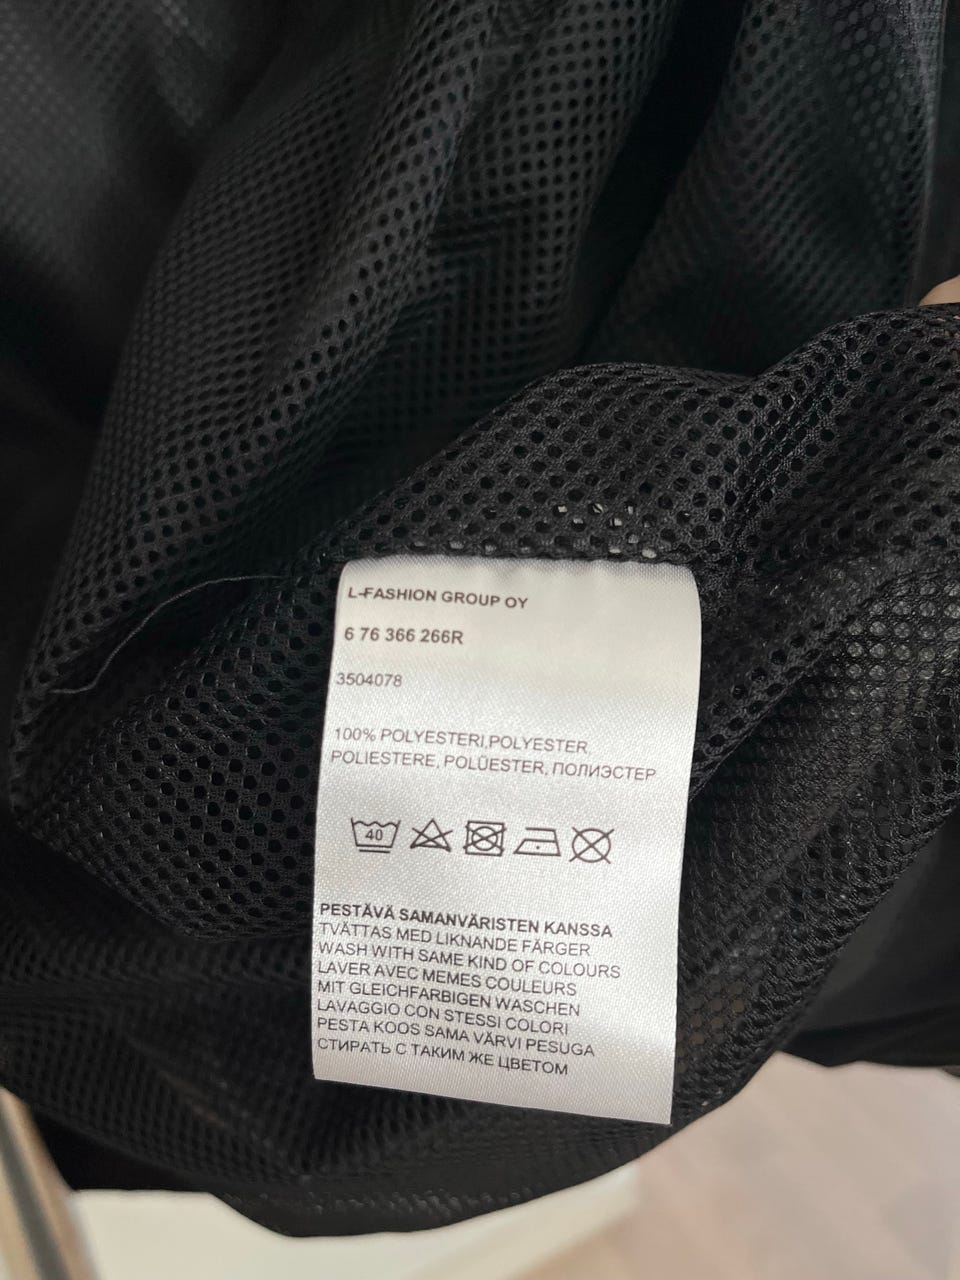 L-FASHION GROUP OY
6 76 366 266R
3504078
100% POLYESTERI,POLYESTER,
POLIESTERE, POLÜESTER, ПОЛИЭСТЕР
40
PESTÄVÄ SAMANVÄRISTEN KANSSA
TVÄTTAS MED LIKNANDE FÄRGER
WASH WITH SAME KIND OF COLOURS
LAVER AVEC MEMES COULEURS
MIT GLEICHFARBIGEN WASCHEN
LAVAGGIO CON STESSI COLORI
PESTA KOOS SAMA VÄRVI PESUGA
СТИРАТЬ С ТАКИМ ЖЕ ЦВЕТОМ